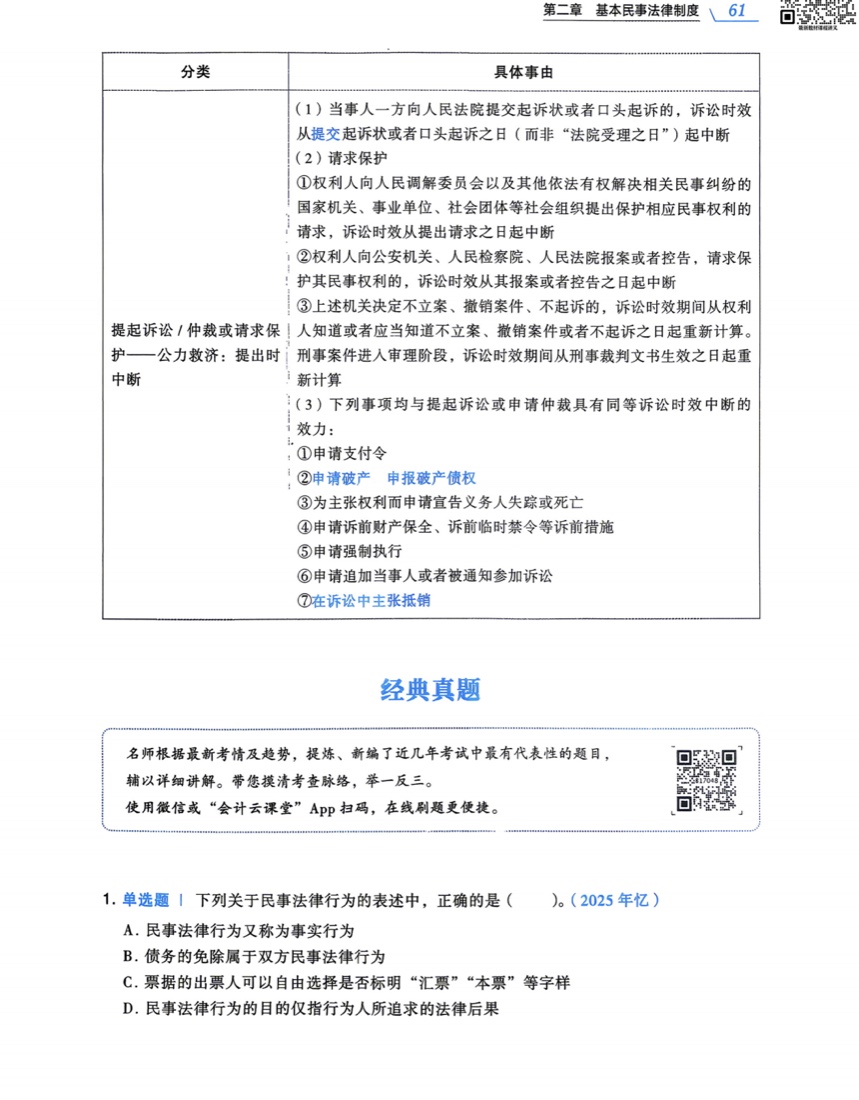 第二章 基本民事法律制度 61
分类 具体事由
(1)当事人一方向人民法院提交起诉状或者口头起诉的,诉讼时效
从提交起诉状或者口头起诉之日(而非“法院受理之日”)起中断
(2)请求保护
①权利人向人民调解委员会以及其他依法有权解决相关民事纠纷的
国家机关、事业单位、社会团体等社会组织提出保护相应民事权利的
请求,诉讼时效从提出请求之日起中断
②权利人向公安机关、人民检察院、人民法院报案或者控告,请求保
护其民事权利的,诉讼时效从其报案或者控告之日起中断
③上述机关决定不立案、撤销案件、不起诉的,诉讼时效期间从权利
人知道或者应当知道不立案、撤销案件或者不起诉之日起重新计算。
刑事案件进入审理阶段,诉讼时效期间从刑事裁判文书生效之日起重
新计算
(3)下列事项均与提起诉讼或申请仲裁具有同等诉讼时效中断的
效力:
①申请支付令
②申请破产 申报破产债权
③为主张权利而申请宣告义务人失踪或死亡
④申请诉前财产保全、诉前临时禁令等诉前措施
⑤申请强制执行
⑥申请追加当事人或者被通知参加诉讼
⑦在诉讼中主张抵销
提起诉讼/仲裁或请求保
护——公力救济:提出时
中断
经典真题
名师根据最新考情及趋势,提炼、新编了近几年考试中最有代表性的题目,
辅以详细讲解。带您摸清考查脉络,举一反三。
使用微信或“会计云课堂”App扫码,在线刷题更便捷。
1. 单选题 | 下列关于民事法律行为的表述中,正确的是( )。(2025年忆)
A. 民事法律行为又称为事实行为
B. 债务的免除属于双方民事法律行为
C. 票据的出票人可以自由选择是否标明“汇票”“本票”等字样
D. 民事法律行为的目的仅指行为人所追求的法律后果